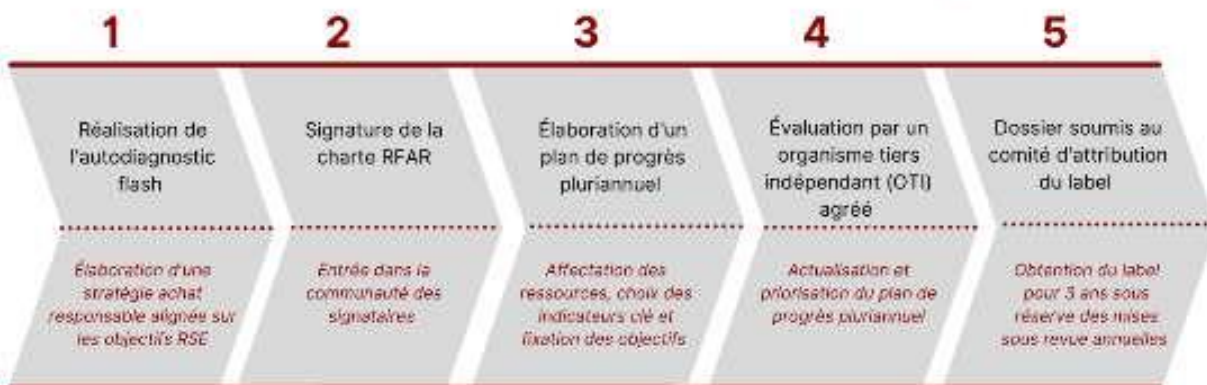 1
2
3
4
5
Réalisation de
l'autodiagnostic
flash
Signature de la
charte RFAR
Élaboration d'un
plan de progrès
pluriannuel
Évaluation par un
organisme tiers
indépendant (OTI)
agréé
Dossier soumis au
comité d'attribution
du label
Élaboration d'une
stratégie achat
responsable alignée sur
les objectifs RSE
Entrée dans la
communauté des
signataires
Affectation des
ressources, choix des
indicateurs clé et
fixation des objectifs
Actualisation et
priorisation du plan de
progrès pluriannuel
Obtention du label
pour 3 ans sous
réserve des mises
sous revue annuelles